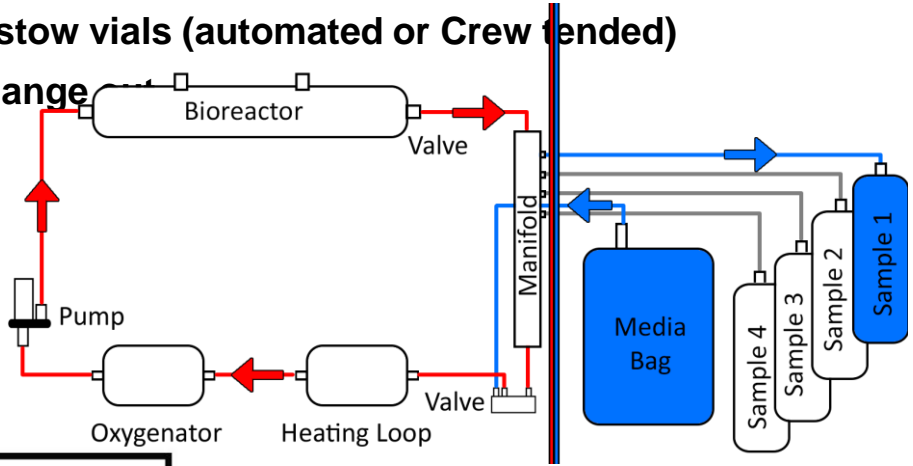 stow vials (automated or Crew tended)
ange
Bioreactor
Valve
Manifold
Sample 1
Sample 2
Sample 3
Sample 4
Pump
Media
Bag
Valve
Oxygenator
Heating Loop